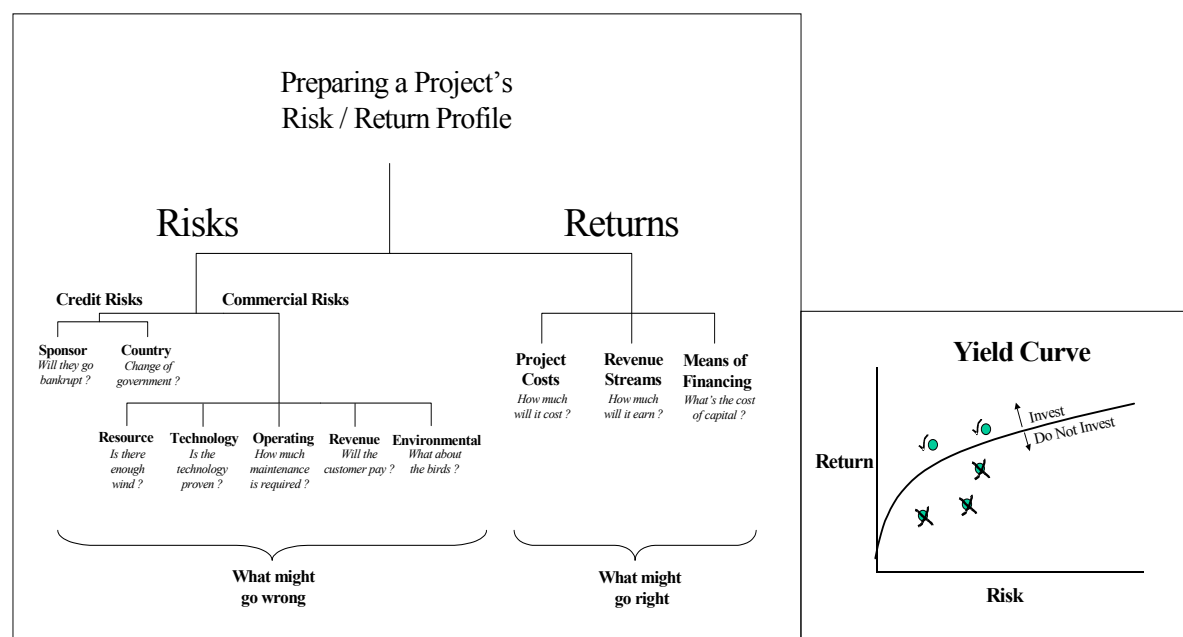 Preparing a Project's
Risk / Return Profile
Risks
Returns
Credit Risks
Commercial Risks
Sponsor
Will they go
bankrupt ?
Country
Change of
government ?
Resource
Is there
enough
wind ?
Technology
Is the
technology
proven ?
Operating
How much
maintenance
is required ?
Revenue
Will the
customer pay ?
Environmental
What about
the birds ?
Project
Costs
How much
will it cost ?
Revenue
Streams
How much
will it earn ?
Means of
Financing
What's the cost
of capital ?
What might
go wrong
What might
go right
Yield Curve
Invest
Do Not Invest
Return
Risk